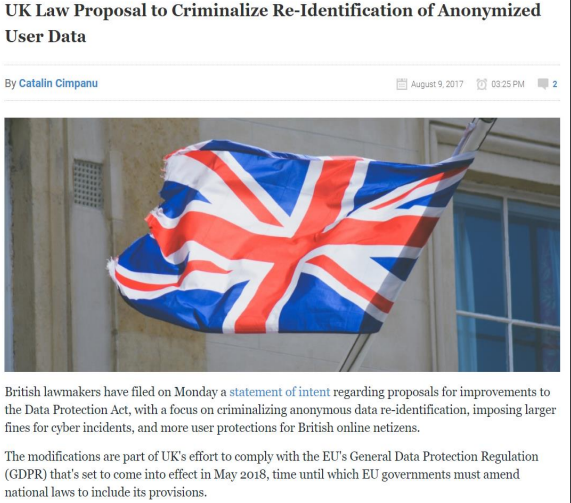 UK Law Proposal to Criminalize Re-Identification of Anonymized
User Data
By Catalin Cimpanu
August 9, 2017
03:25 PM
2
British lawmakers have filed on Monday a statement of intent regarding proposals for improvements to
the Data Protection Act, with a focus on criminalizing anonymous data re-identification, imposing larger
fines for cyber incidents, and more user protections for British online netizens.
The modifications are part of UK's effort to comply with the EU's General Data Protection Regulation
(GDPR) that's set to come into effect in May 2018, time until which EU governments must amend
national laws to include its provisions.